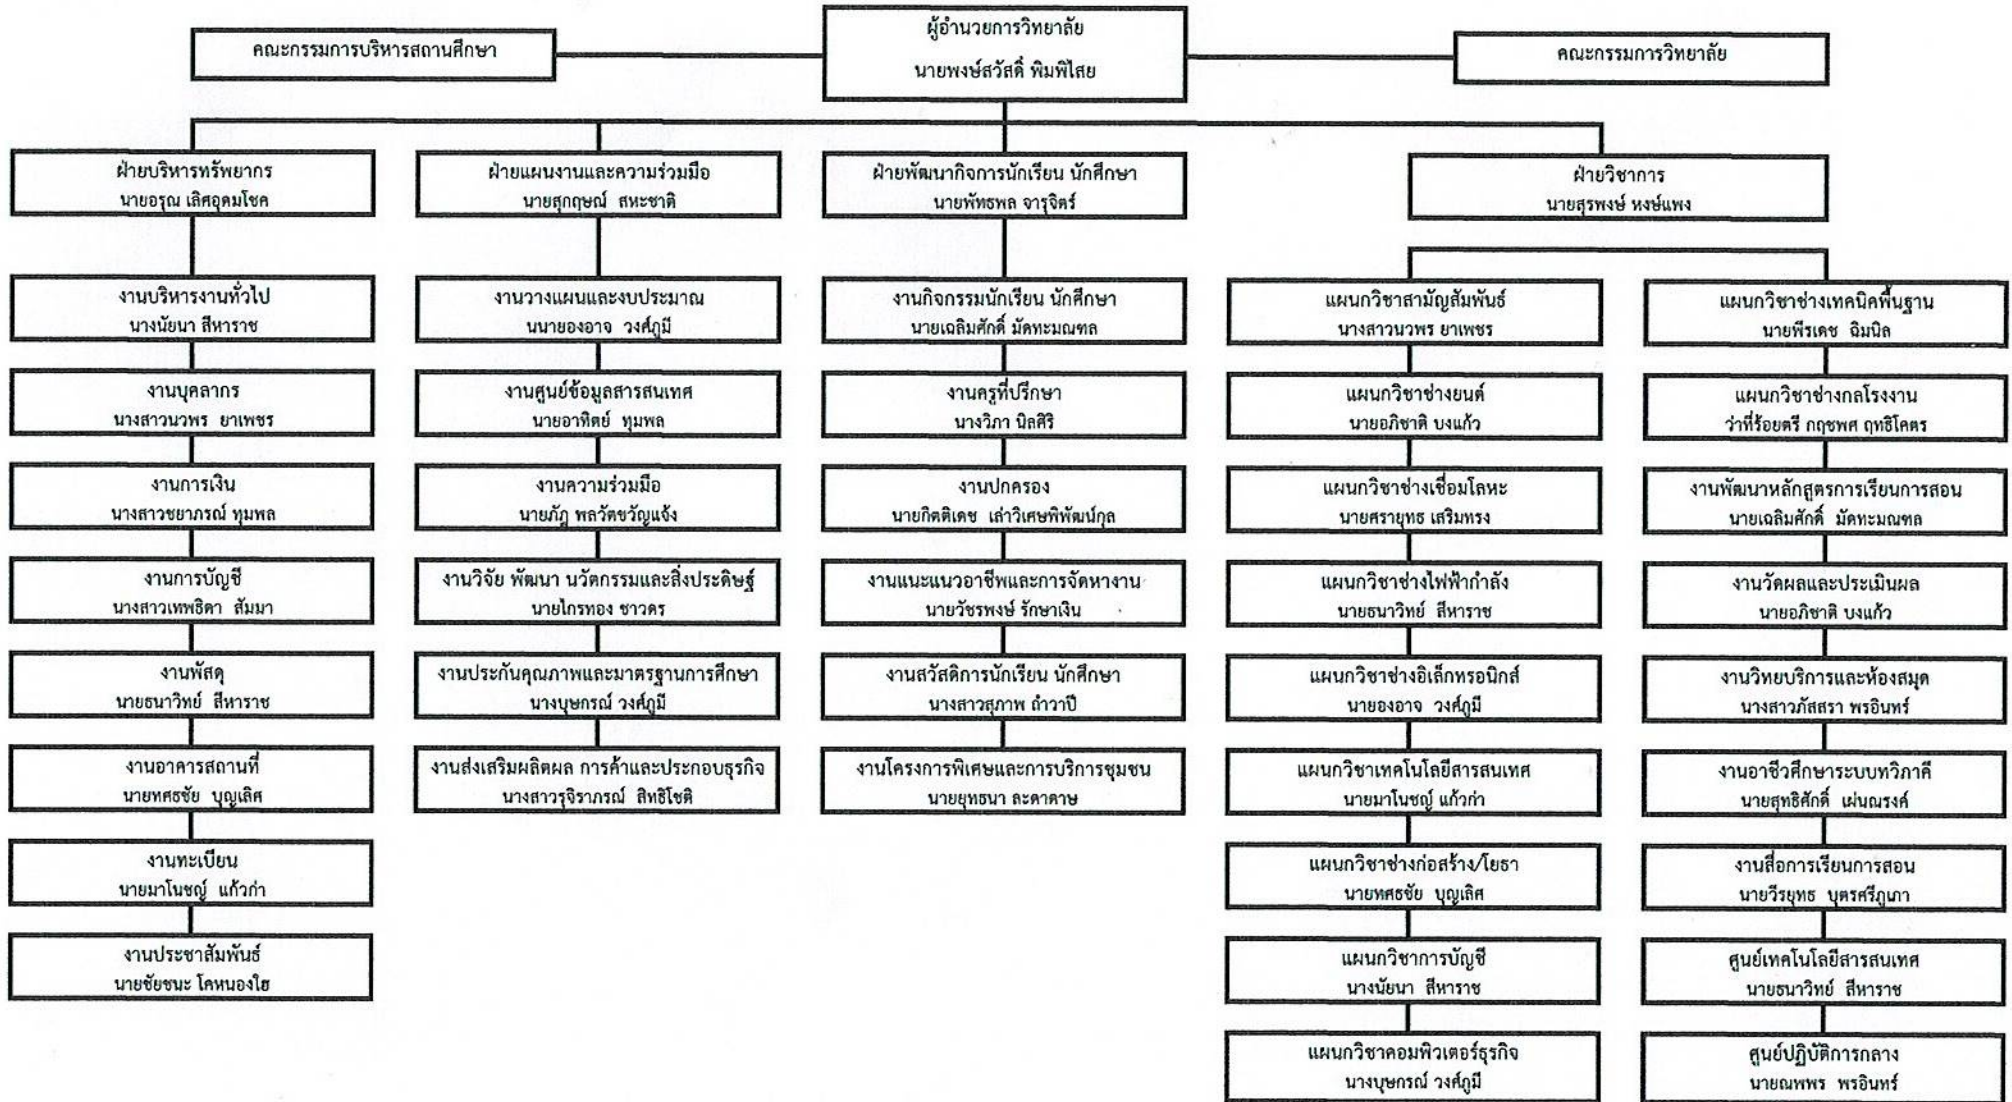 ผู้อำนวยการวิทยาลัย
นายพงษ์สวัสดิ์ พิมพิไสย
คณะกรรมการบริหารสถานศึกษา
คณะกรรมการวิทยาลัย
ฝ่ายบริหารทรัพยากร
นายอรุณ เลิศอุดมโชค
งานบริหารงานทั่วไป
นางนัยนา สีหาราช
งานบุคลากร
นางสาวนวพร ยาเพชร
งานการเงิน
นางสาวชยาภรณ์ ทุมพล
งานการบัญชี
นางสาวเทพธิดา สัมมา
งานพัสดุ
นายธนาวิทย์ สีหาราช
งานอาคารสถานที่
นายทศธชัย บุญเลิศ
งานทะเบียน
นายมาโนชญ์ แก้วก่า
งานประชาสัมพันธ์
นายชัยชนะ โคหนองไฮ
ฝ่ายแผนงานและความร่วมมือ
นายสุกฤษณ์ สหะชาติ
งานวางแผนและงบประมาณ
นนายองอาจ วงศ์ภูมี
งานศูนย์ข้อมูลสารสนเทศ
นายอาทิตย์ ทุมพล
งานความร่วมมือ
นายภัฎ พลวัตขวัญแจ้ง
งานวิจัย พัฒนา นวัตกรรมและสิ่งประดิษฐ์
นายไกรทอง ชาวดร
งานประกันคุณภาพและมาตรฐานการศึกษา
นางบุษกรณ์ วงศ์ภูมี
งานส่งเสริมผลิตผล การค้าและประกอบธุรกิจ
นางสาวรุจิราภรณ์ สิทธิโชติ
ฝ่ายพัฒนากิจการนักเรียน นักศึกษา
นายพัทธพล จารุจิตร์
งานกิจกรรมนักเรียน นักศึกษา
นายเฉลิมศักดิ์ มัดทะมณฑล
งานครูที่ปรึกษา
นางวิภา นิลศิริ
งานปกครอง
นายกิตติเดช เล่าวิเศษพิพัฒน์กุล
งานแนะแนวอาชีพและการจัดหางาน
นายวัชรพงษ์ รักษาเงิน
งานสวัสดิการนักเรียน นักศึกษา
นางสาวสุภาพ ถ้ำวาปี
งานโครงการพิเศษและการบริการชุมชน
นายยุทธนา ละดาดาษ
ฝ่ายวิชาการ
นายสุรพงษ์ หงษ์แพง
แผนกวิชาสามัญสัมพันธ์
นางสาวนวพร ยาเพชร
แผนกวิชาช่างยนต์
นายอภิชาติ บงแก้ว
แผนกวิชาช่างเชื่อมโลหะ
นายศรายุทธ เสริมทรง
แผนกวิชาช่างไฟฟ้ากำลัง
นายธนาวิทย์ สีหาราช
แผนกวิชาช่างอิเล็กทรอนิกส์
นายองอาจ วงศ์ภูมี
แผนกวิชาเทคโนโลยีสารสนเทศ
นายมาโนชญ์ แก้วก่า
แผนกวิชาช่างก่อสร้าง/โยธา
นายทศธชัย บุญเลิศ
แผนกวิชาการบัญชี
นางนัยนา สีหาราช
แผนกวิชาคอมพิวเตอร์ธุรกิจ
นางบุษกรณ์ วงศ์ภูมี
แผนกวิชาช่างเทคนิคพื้นฐาน
นายพีรเดช ฉิมนิล
แผนกวิชาช่างกลโรงงาน
ว่าที่ร้อยตรี กฤชพศ ฤทธิโคตร
งานพัฒนาหลักสูตรการเรียนการสอน
นายเฉลิมศักดิ์ มัดทะมณฑล
งานวัดผลและประเมินผล
นายอภิชาติ บงแก้ว
งานวิทยบริการและห้องสมุด
นางสาวภัสสรา พรอินทร์
งานอาชีวศึกษาระบบทวิภาคี
นายสุทธิศักดิ์ เผ่นณรงค์
งานสื่อการเรียนการสอน
นายวีรยุทธ บุตรศรีภูเภา
ศูนย์เทคโนโลยีสารสนเทศ
นายธนาวิทย์ สีหาราช
ศูนย์ปฏิบัติการกลาง
นายณพพร พรอินทร์